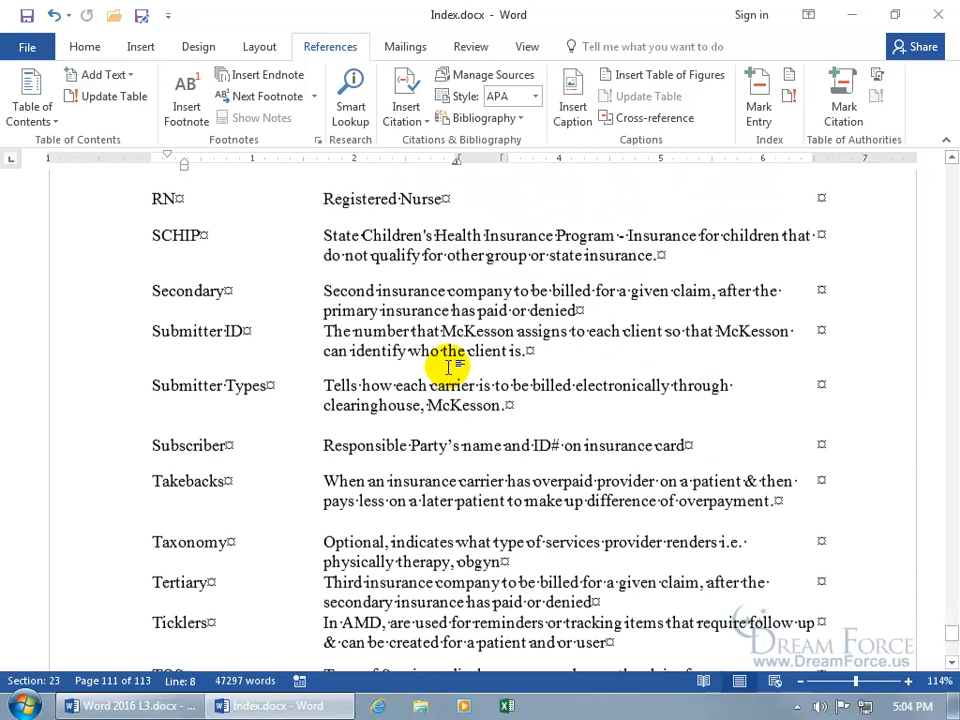 Index.docx - Word
Sign in
File Home Insert Design Layout References Mailings Review View Tell me what you want to do Share
Table of Contents
Add Text
Update Table
Table of Contents
AB1
Insert Footnote
Insert Endnote
Next Footnote
Show Notes
Footnotes
Smart Lookup
Research
Insert Citation
Manage Sources
Style: APA
Bibliography
Citations & Bibliography
Insert Caption
Insert Table of Figures
Update Table
Cross-reference
Captions
Mark Entry
Index
Mark Citation
Table of Authorities
1 1 2 3 4 5 6 7
RN¤ Registered·Nurse¤ ¤
SCHIP¤ State·Children's·Health·Insurance·Program·-·Insurance·for·children·that· ¤
do·not·qualify·for·other·group·or·state·insurance.¤
Secondary¤ Second·insurance·company·to·be·billed·for·a·given·claim,·after·the· ¤
primary·insurance·has·paid·or·denied¤
Submitter·ID¤ The·number·that·McKesson·assigns·to·each·client·so·that·McKesson· ¤
can·identify·who·the·client·is.¤
Submitter·Types¤ Tells·how·each·carrier·is·to·be·billed·electronically·through· ¤
clearinghouse,·McKesson.¤
Subscriber¤ Responsible·Party’s·name·and·ID#·on·insurance·card¤ ¤
Takebacks¤ When·an·insurance·carrier·has·overpaid·provider·on·a·patient·&·then· ¤
pays·less·on·a·later·patient·to·make·up·difference·of·overpayment.¤
Taxonomy¤ Optional,·indicates·what·type·of·services·provider·renders·i.e.· ¤
physically·therapy,·obgyn¤
Tertiary¤ Third·insurance·company·to·be·billed·for·a·given·claim,·after·the· ¤
secondary·insurance·has·paid·or·denied¤
Ticklers¤ In·AMD,·are·used·for·reminders·or·tracking·items·that·require·follow·up· ¤
&·can·be·created·for·a·patient·and·or·user¤
DREAM FORCE
www.DreamForce.us
Section: 23 Page 111 of 113 Line: 8 47297 words 114%
Word 2016 L3.docx - ... Index.docx - Word 5:04 PM